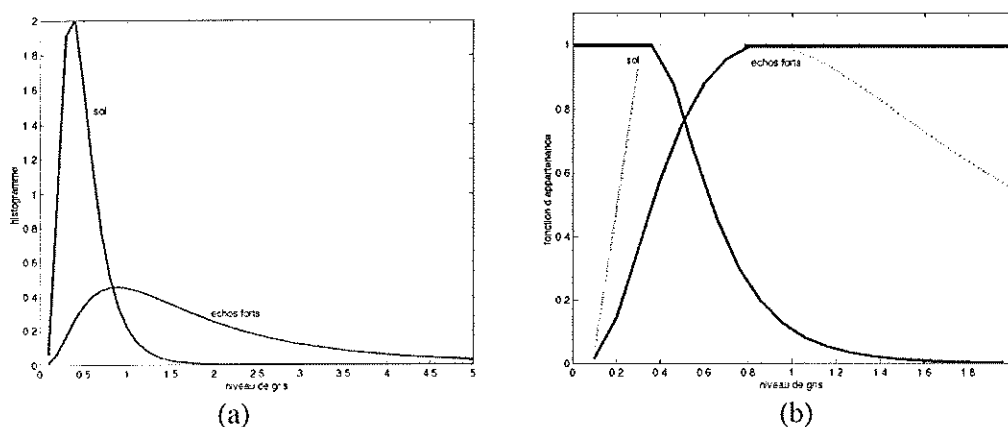 2
1 8
1 6
1 4
1 2
1
0 8
0 6
0 4
0 2
0
histogramme
sol
echos forts
0 0 5 1 1 5 2 2 5 3 3 5 4 4 5 5
niveau de gris
(a)
1
0 8
0 6
0 4
0 2
0
fonction d appartenance
sol
echos forts
0 0 2 0 4 0 6 0 8 1 1 2 1 4 1 6 1 8
niveau de gris
(b)